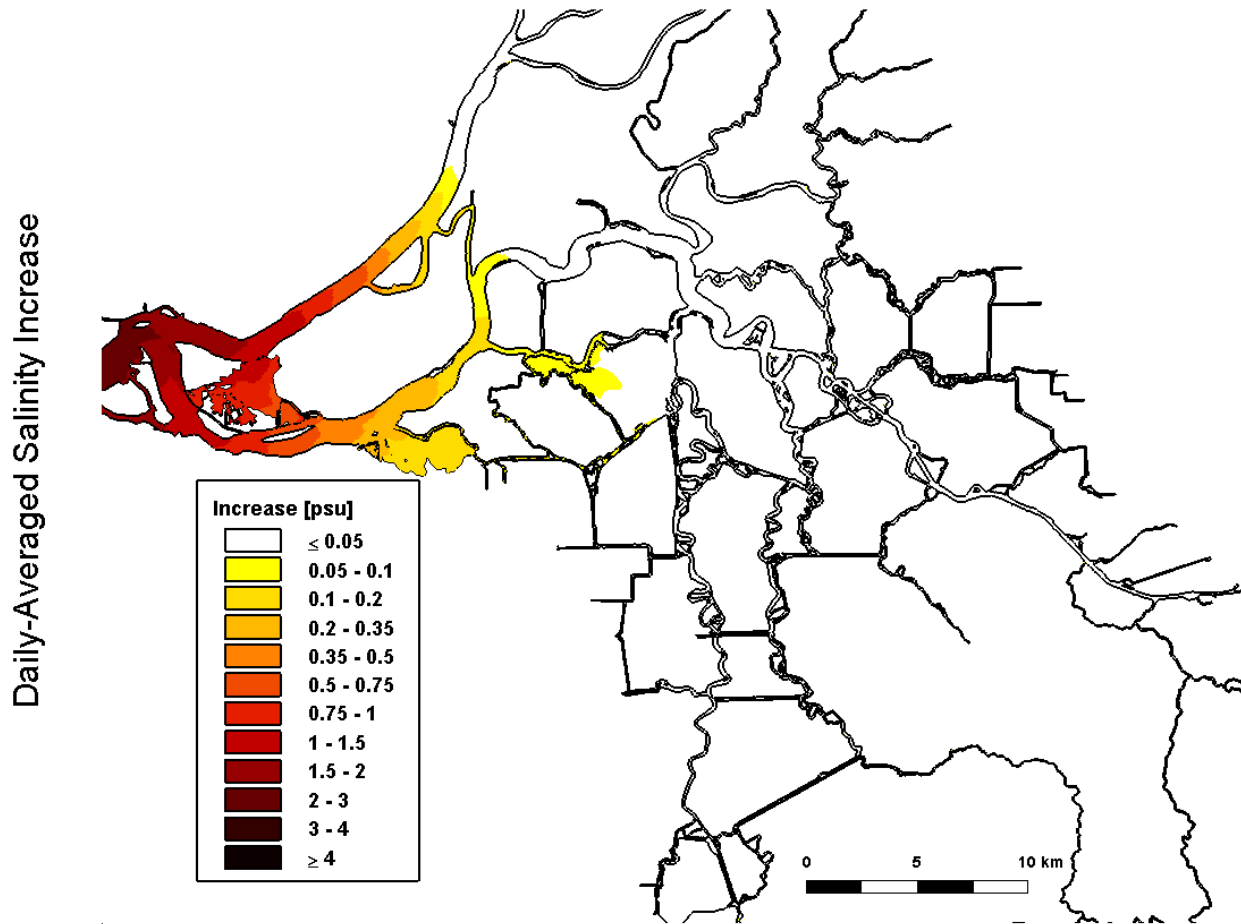 Daily-Averaged Salinity Increase
Increase [psu]
≤ 0.05
0.05 - 0.1
0.1 - 0.2
0.2 - 0.35
0.35 - 0.5
0.5 - 0.75
0.75 - 1
1 - 1.5
1.5 - 2
2 - 3
3 - 4
≥ 4
0 5 10 km